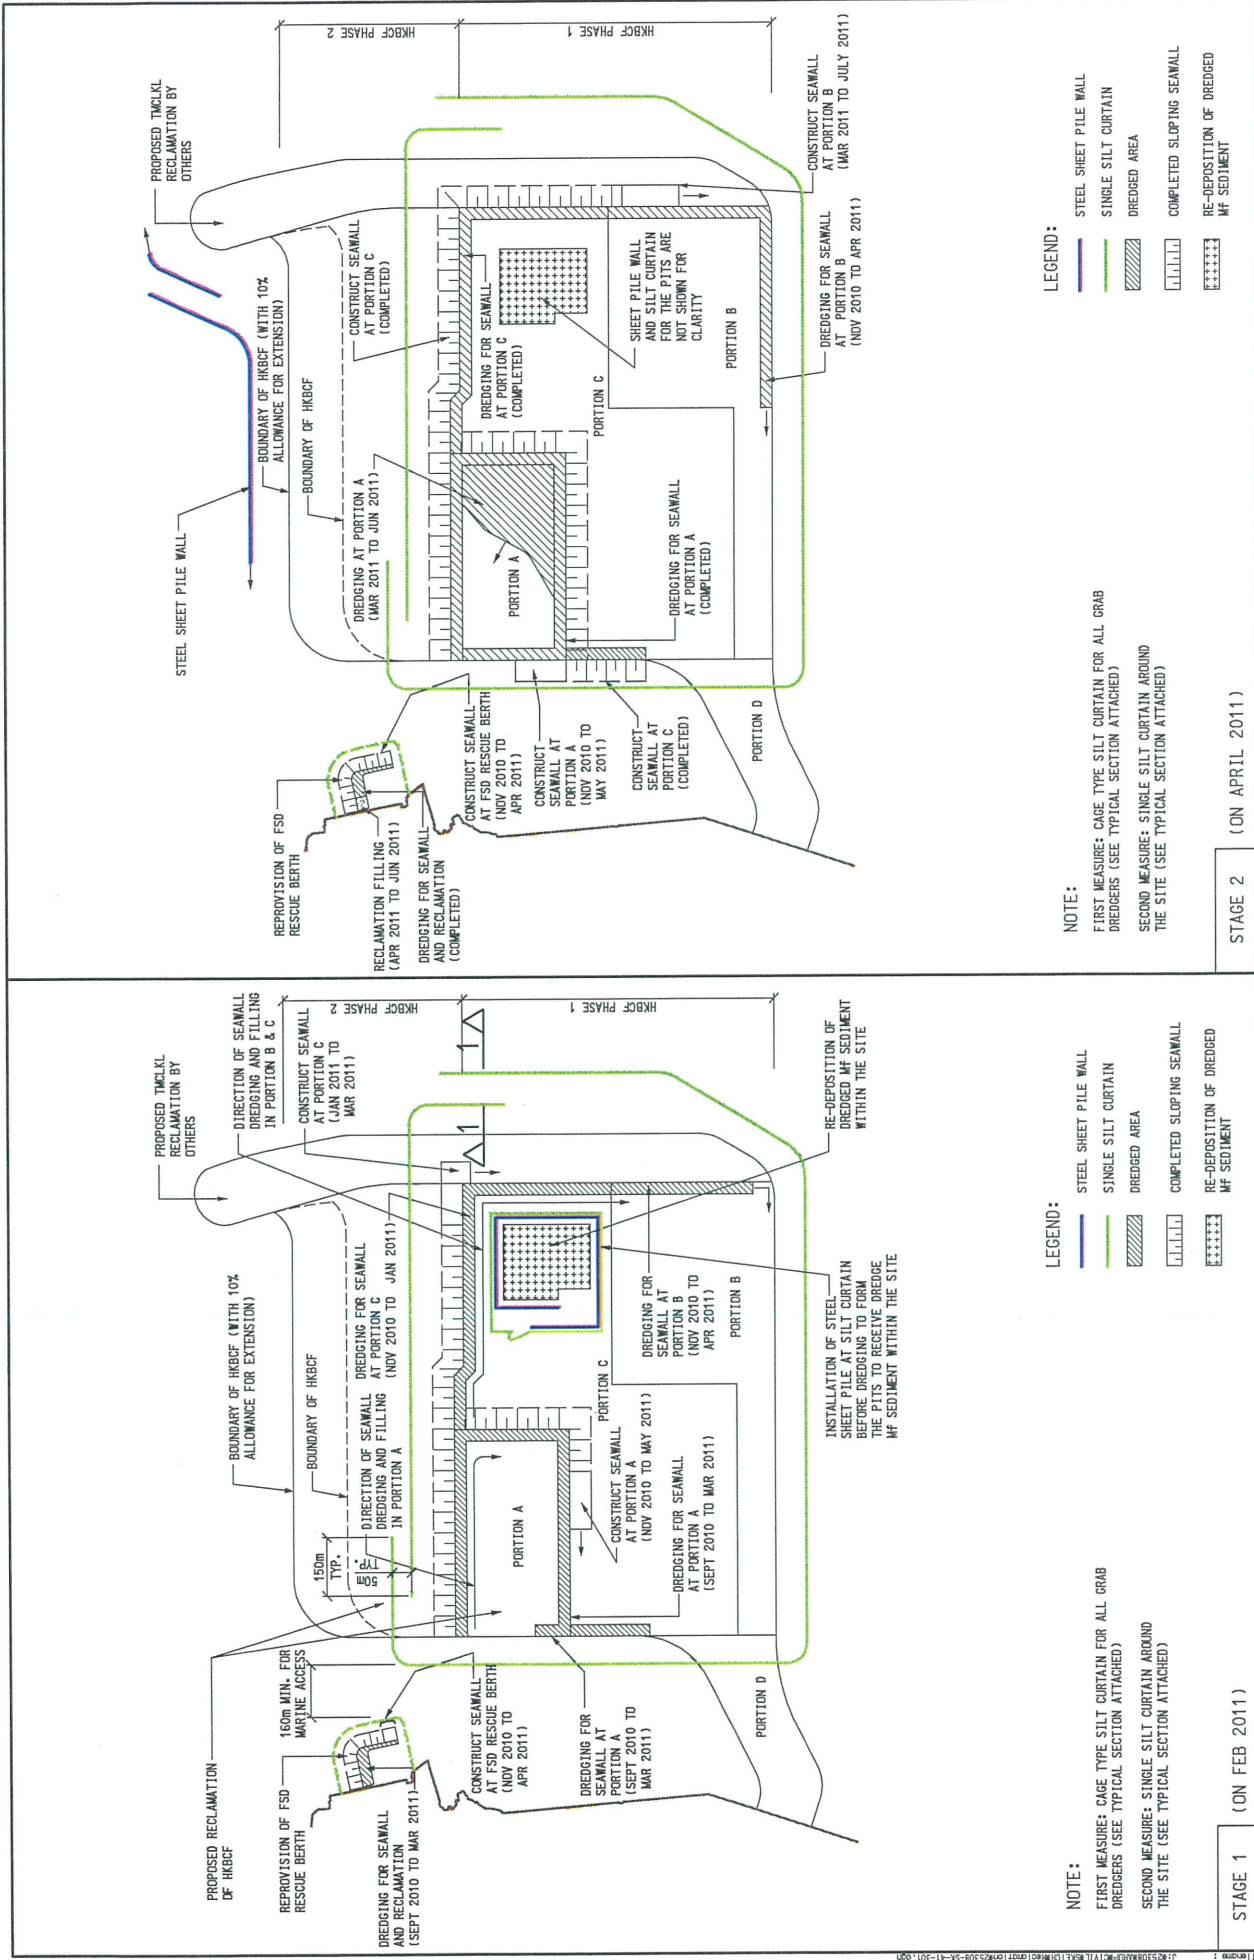 PROPOSED RECLAMATION
OF HKBCF
REPROVISION OF FSD
RESCUE BERTH
DREDGING FOR SEAWALL
AND RECLAMATION
(SEPT 2010 TO MAR 2011)
160m MIN. FOR
MARINE ACCESS
150m
TYP.
50m
TYP.
CONSTRUCT SEAWALL
AT FSD RESCUE BERTH
(NOV 2010 TO
APR 2011)
DREDGING FOR
SEAWALL AT
PORTION A
(SEPT 2010 TO
MAR 2011)
PORTION D
BOUNDARY OF HKBCF (WITH 10%
ALLOWANCE FOR EXTENSION)
BOUNDARY OF HKBCF
DIRECTION OF SEAWALL
DREDGING AND FILLING
IN PORTION A
DREDGING FOR SEAWALL
AT PORTION C
(NOV 2010 TO JAN 2011)
PORTION A
CONSTRUCT SEAWALL
AT PORTION A
(NOV 2010 TO MAY 2011)
DREDGING FOR SEAWALL
AT PORTION A
(SEPT 2010 TO MAR 2011)
PORTION C
DREDGING FOR
SEAWALL AT
PORTION B
(NOV 2010 TO
APR 2011)
PORTION B
INSTALLATION OF STEEL
SHEET PILE AT SILT CURTAIN
BEFORE DREDGING TO FORM
THE PITS TO RECEIVE DREDGE
Mf SEDIMENT WITHIN THE SITE
PROPOSED TMCLKL
RECLAMATION BY
OTHERS
DIRECTION OF SEAWALL
DREDGING AND FILLING
IN PORTION B & C
CONSTRUCT SEAWALL
AT PORTION C
(JAN 2011 TO
MAR 2011)
HKBCF PHASE 2
HKBCF PHASE 1
1
1
RE-DEPOSITION OF
DREDGED Mf SEDIMENT
WITHIN THE SITE
NOTE:
FIRST MEASURE: CAGE TYPE SILT CURTAIN FOR ALL GRAB
DREDGERS (SEE TYPICAL SECTION ATTACHED)
SECOND MEASURE: SINGLE SILT CURTAIN AROUND
THE SITE (SEE TYPICAL SECTION ATTACHED)
LEGEND:
STEEL SHEET PILE WALL
SINGLE SILT CURTAIN
DREDGED AREA
COMPLETED SLOPING SEAWALL
RE-DEPOSITION OF DREDGED
Mf SEDIMENT
STAGE 1 (ON FEB 2011)
STEEL SHEET PILE WALL
PROPOSED TMCLKL
RECLAMATION BY
OTHERS
BOUNDARY OF HKBCF (WITH 10%
ALLOWANCE FOR EXTENSION)
BOUNDARY OF HKBCF
REPROVISION OF FSD
RESCUE BERTH
RECLAMATION FILLING
(APR 2011 TO JUN 2011)
DREDGING FOR SEAWALL
AND RECLAMATION
(COMPLETED)
CONSTRUCT SEAWALL
AT FSD RESCUE BERTH
(NOV 2010 TO
APR 2011)
CONSTRUCT
SEAWALL AT
PORTION A
(NOV 2010 TO
MAY 2011)
CONSTRUCT
SEAWALL AT
PORTION C
(COMPLETED)
PORTION D
DREDGING AT PORTION A
(MAR 2011 TO JUN 2011)
CONSTRUCT SEAWALL
AT PORTION C
(COMPLETED)
DREDGING FOR SEAWALL
AT PORTION C
(COMPLETED)
PORTION A
DREDGING FOR SEAWALL
AT PORTION A
(COMPLETED)
PORTION C
SHEET PILE WALL
AND SILT CURTAIN
FOR THE PITS ARE
NOT SHOWN FOR
CLARITY
PORTION B
CONSTRUCT SEAWALL
AT PORTION B
(MAR 2011 TO JULY 2011)
DREDGING FOR SEAWALL
AT PORTION B
(NOV 2010 TO APR 2011)
HKBCF PHASE 2
HKBCF PHASE 1
NOTE:
FIRST MEASURE: CAGE TYPE SILT CURTAIN FOR ALL GRAB
DREDGERS (SEE TYPICAL SECTION ATTACHED)
SECOND MEASURE: SINGLE SILT CURTAIN AROUND
THE SITE (SEE TYPICAL SECTION ATTACHED)
LEGEND:
STEEL SHEET PILE WALL
SINGLE SILT CURTAIN
DREDGED AREA
COMPLETED SLOPING SEAWALL
RE-DEPOSITION OF DREDGED
Mf SEDIMENT
STAGE 2 (ON APRIL 2011)